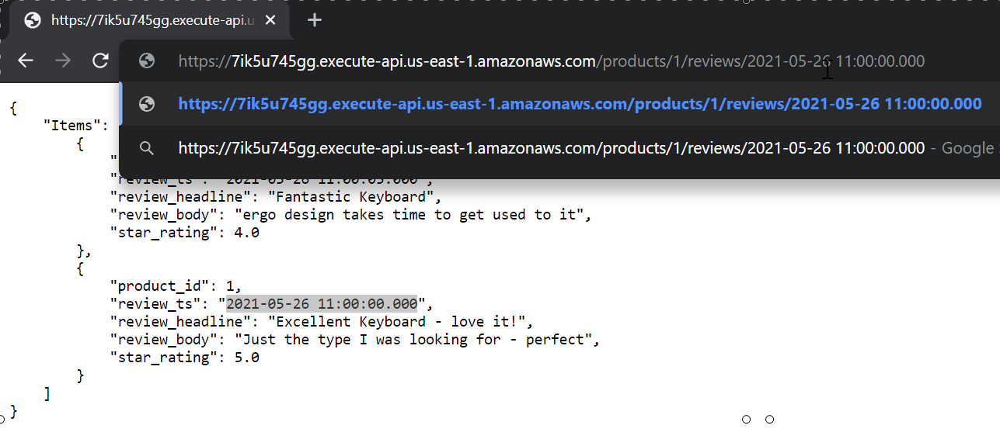 https://7ik5u745gg.execute-api.u
https://7ik5u745gg.execute-api.us-east-1.amazonaws.com/products/1/reviews/2021-05-26 11:00:00.000
https://7ik5u745gg.execute-api.us-east-1.amazonaws.com/products/1/reviews/2021-05-26 11:00:00.000
https://7ik5u745gg.execute-api.us-east-1.amazonaws.com/products/1/reviews/2021-05-26 11:00:00.000 - Google
{
"Items":
{
"
"review_ts": "2021-05-26 11:00:05.000",
"review_headline": "Fantastic Keyboard",
"review_body": "ergo design takes time to get used to it",
"star_rating": 4.0
},
{
"product_id": 1,
"review_ts": "2021-05-26 11:00:00.000",
"review_headline": "Excellent Keyboard - love it!",
"review_body": "Just the type I was looking for - perfect",
"star_rating": 5.0
}
]
}